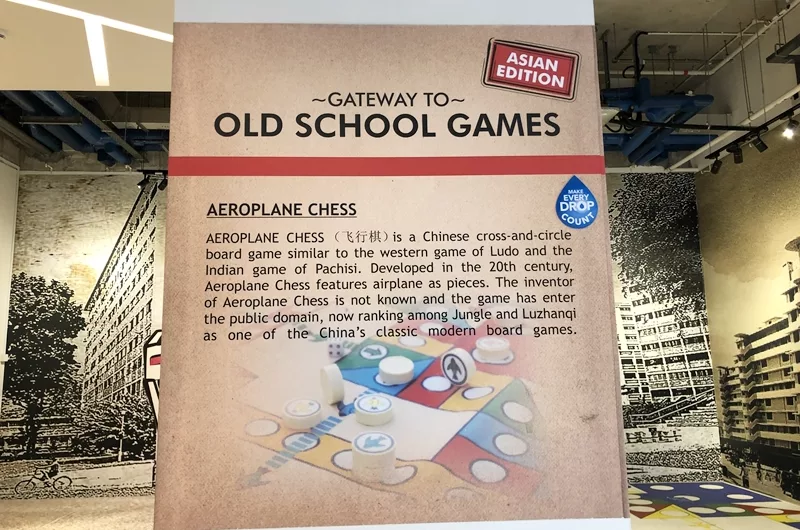 ASIAN
EDITION
~GATEWAY TO~
OLD SCHOOL GAMES
MAKE
EVERY
DROP
COUNT
AEROPLANE CHESS
AEROPLANE CHESS (飞行棋) is a Chinese cross-and-circle
board game similar to the western game of Ludo and the
Indian game of Pachisi. Developed in the 20th century,
Aeroplane Chess features airplane as pieces. The inventor
of Aeroplane Chess is not known and the game has enter
the public domain, now ranking among Jungle and Luzhanqi
as one of the China's classic modern board games.